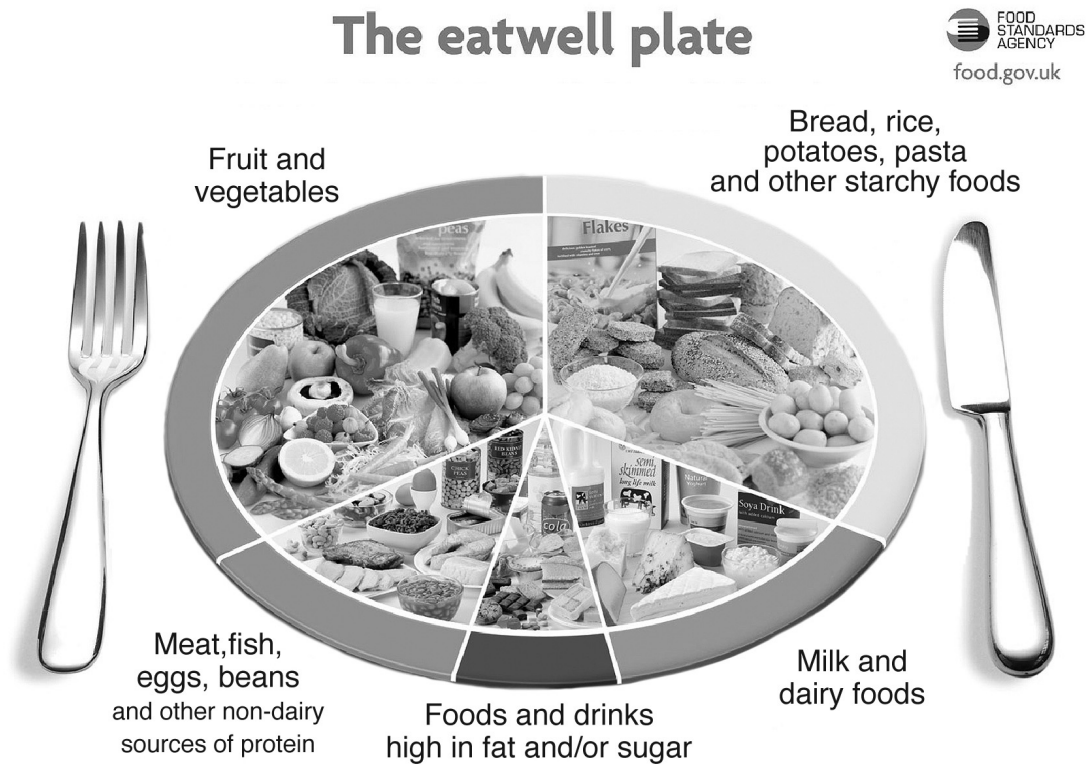 The eatwell plate
FOOD
STANDARDS
AGENCY
food.gov.uk
Fruit and
vegetables
Bread, rice,
potatoes, pasta
and other starchy foods
peas
Flakes
CHICK
PEAS
RED KIDNEY
BEANS
semi
skimmed
long life milk
Natural
Yoghurt
Soya Drink
cola
Meat,fish,
eggs, beans
and other non-dairy
sources of protein
Foods and drinks
high in fat and/or sugar
Milk and
dairy foods